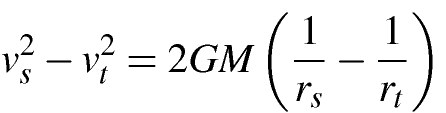 $v_s^2 - v_t^2 = 2GM \left( \frac{1}{r_s} - \frac{1}{r_t} \right)$